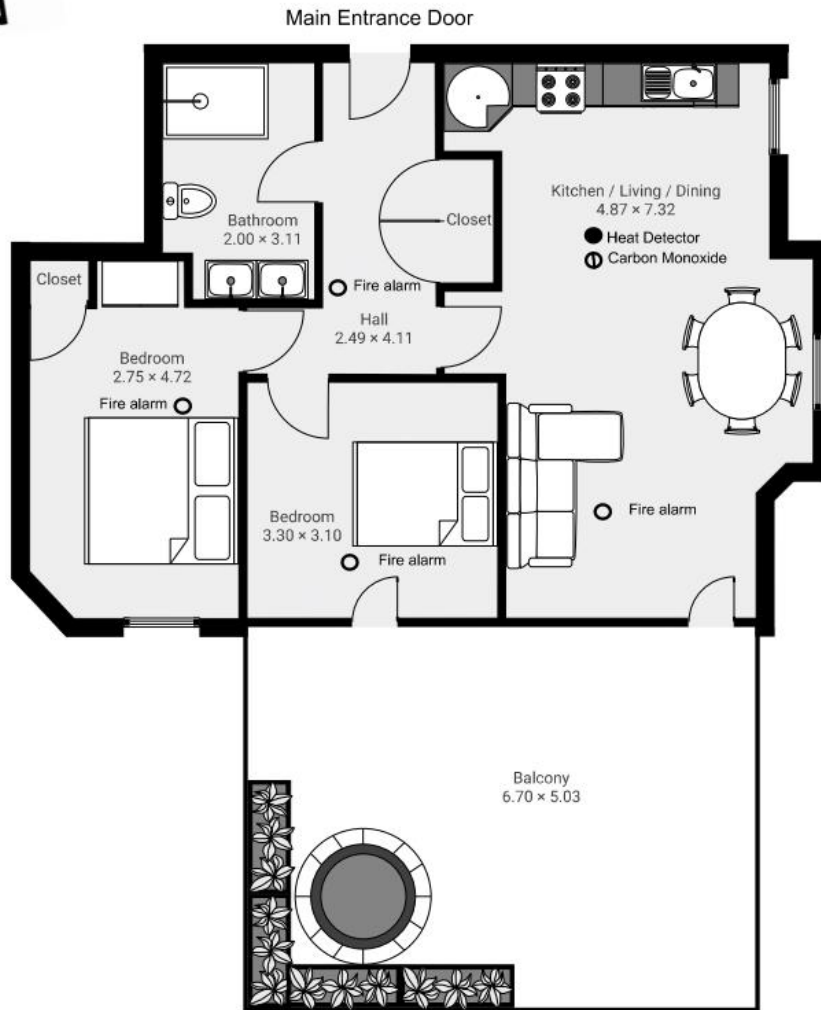 Main Entrance Door
Kitchen / Living / Dining
4.87 × 7.32
Heat Detector
Carbon Monoxide
Bathroom
2.00 × 3.11
Closet
Closet
Fire alarm
Hall
2.49 × 4.11
Bedroom
2.75 × 4.72
Fire alarm
Bedroom
3.30 × 3.10
Fire alarm
Fire alarm
Balcony
6.70 × 5.03